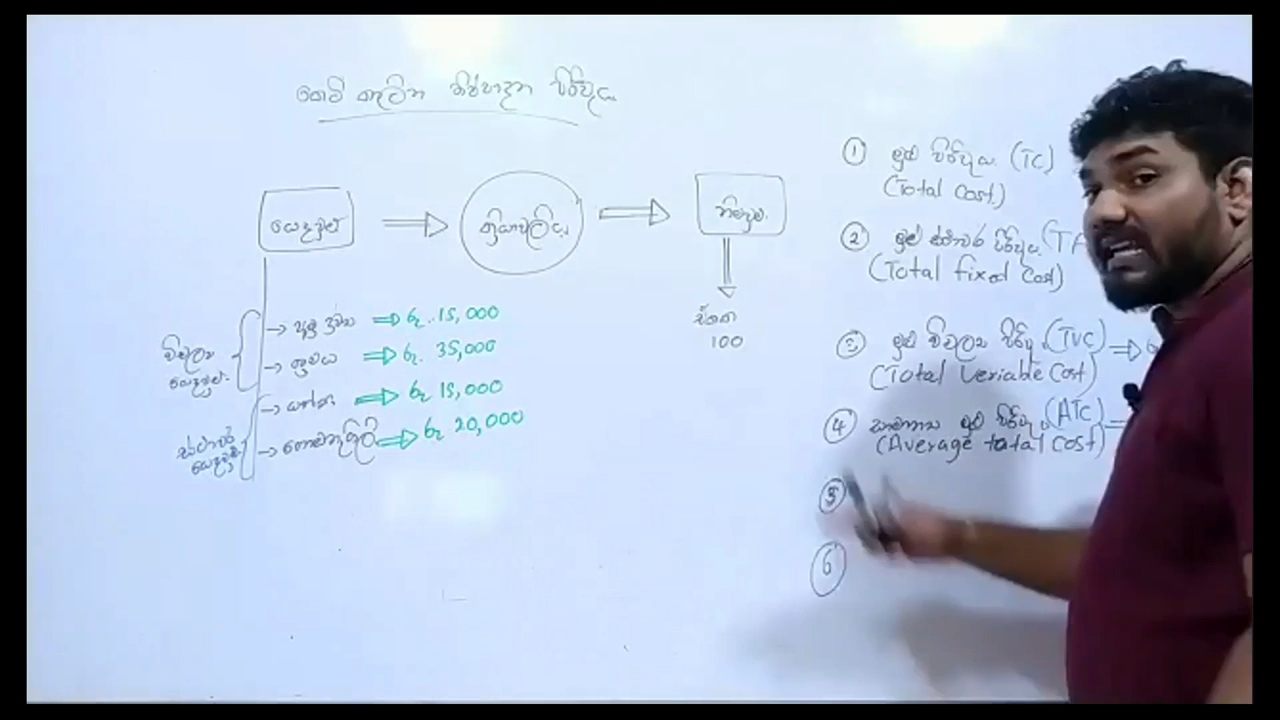 කෙටි කාලීන නිෂ්පාදන පිරිවැය
යෙදවුම්
ක්‍රියාවලිය
නිමවුම
ඒකක
100
විචල්‍ය
යෙදවුම්
→ අමු ද්‍රව්‍ය ⇒ රු. 15,000
→ ශ්‍රමය ⇒ රු. 35,000
ස්ථාවර
යෙදවුම්
→ යන්ත්‍ර ⇒ රු 15,000
→ ගොඩනැගිලි ⇒ රු 20,000
① මුළු පිරිවැය (TC)
(Total Cost)
② මුළු ස්ථාවර පිරිවැය (TF
(Total fixed Cost)
③ මුළු විචල්‍ය පිරිවැය (TVC) ⇒
(Total Veriable Cost)
④ සාමාන්‍ය මුළු පිරිවැය (ATC)
(Average total Cost)
⑤
⑥